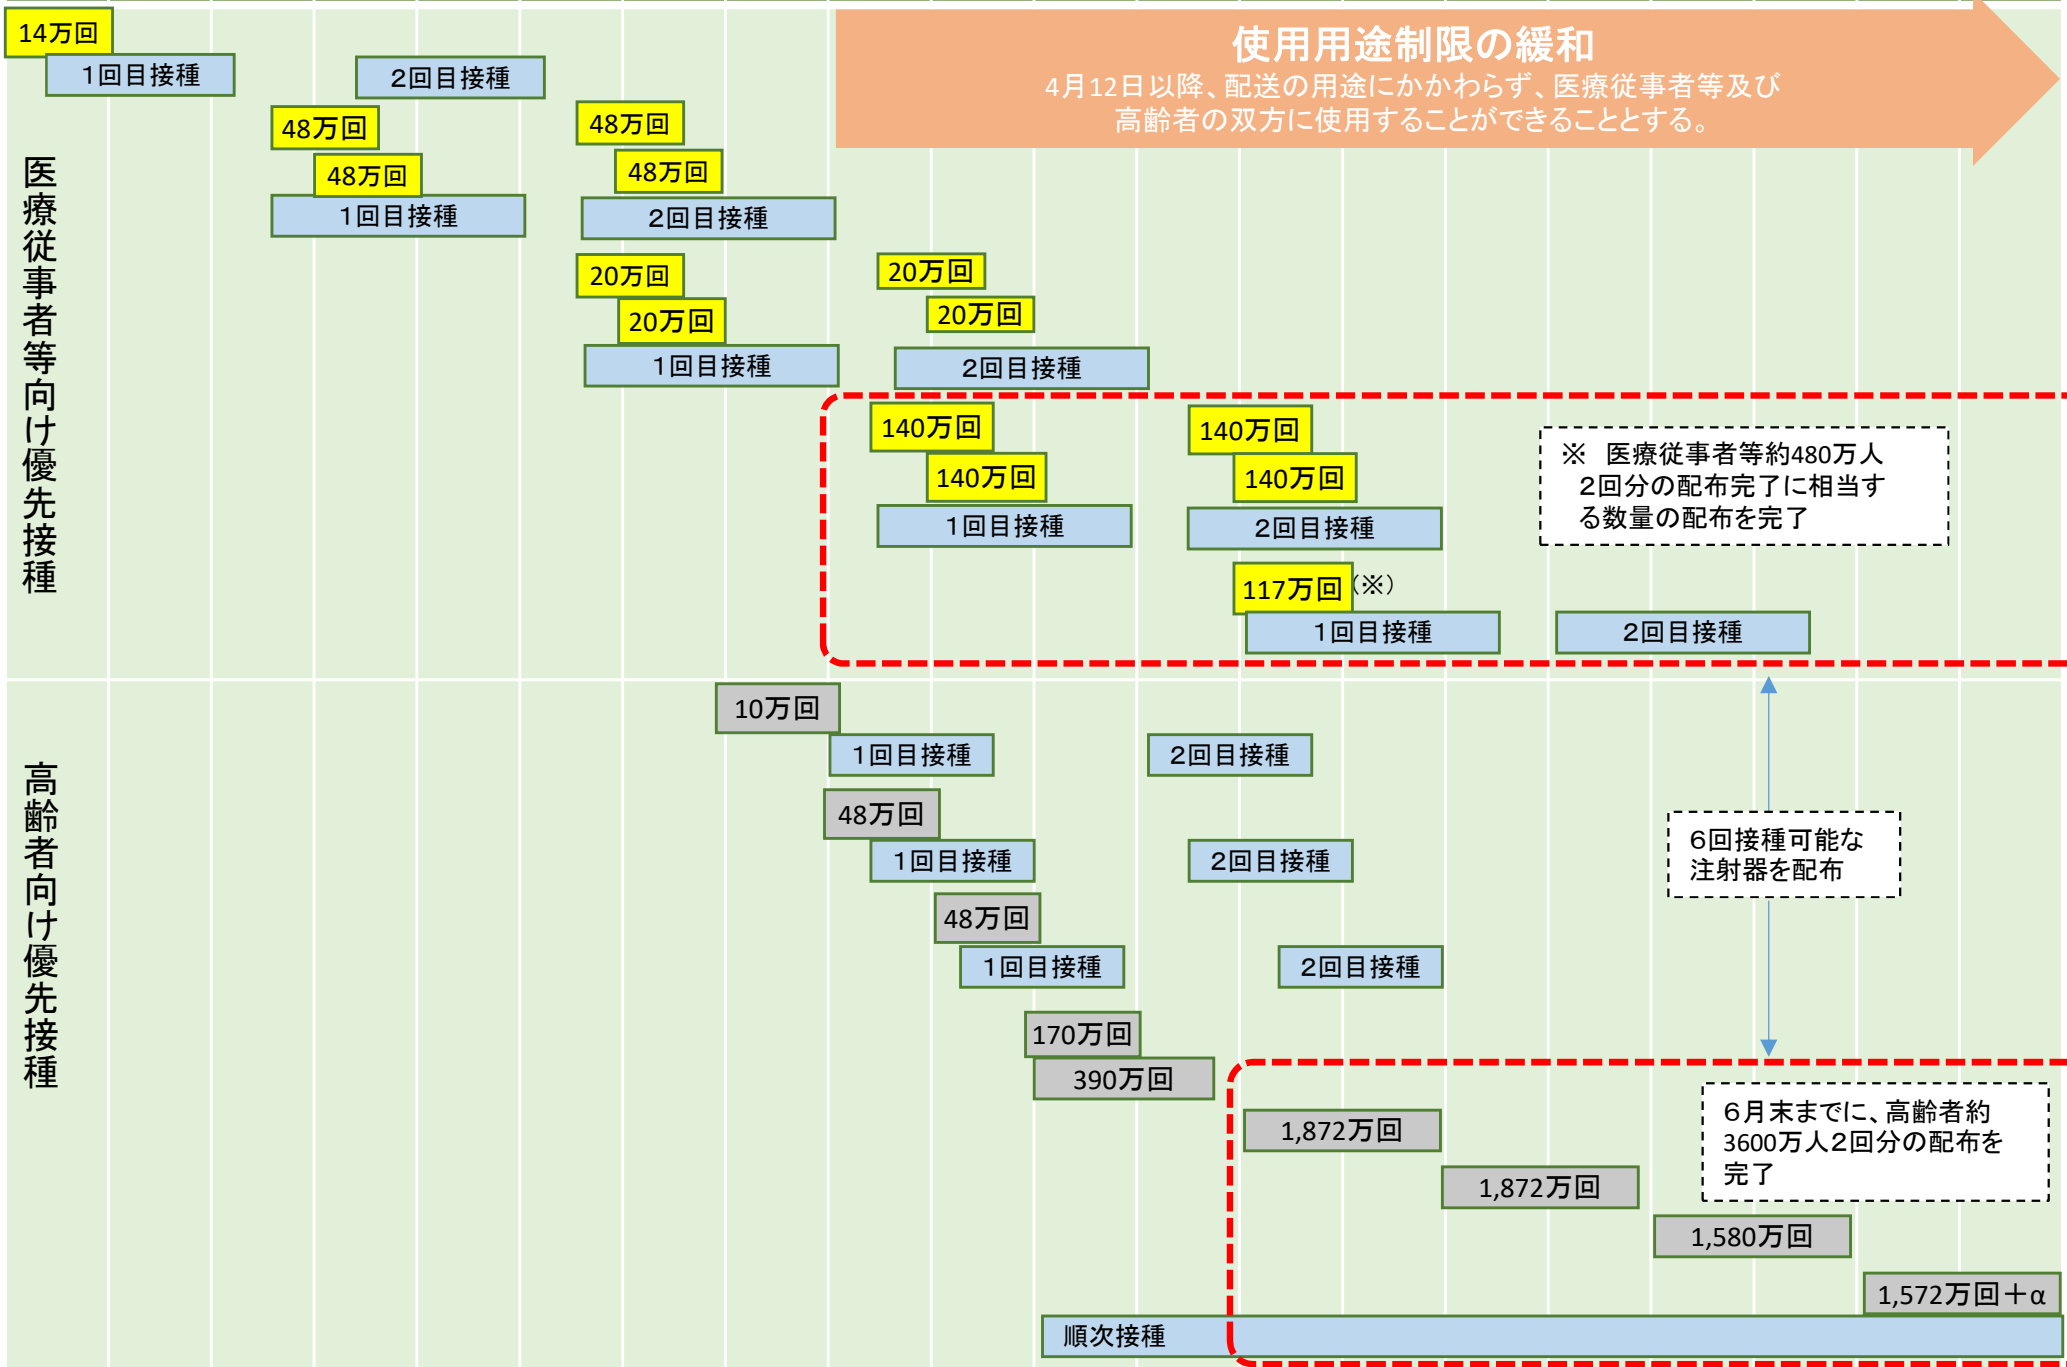 使用用途制限の緩和
4月12日以降、配送の用途にかかわらず、医療従事者等及び
高齢者の双方に使用することができることとする。
医療従事者等向け優先接種
14万回
1回目接種
2回目接種
48万回
48万回
1回目接種
48万回
48万回
2回目接種
20万回
20万回
1回目接種
20万回
20万回
2回目接種
140万回
140万回
1回目接種
140万回
140万回
2回目接種
117万回(※)
1回目接種
2回目接種
※ 医療従事者等約480万人
2回分の配布完了に相当す
る数量の配布を完了
高齢者向け優先接種
10万回
1回目接種
2回目接種
48万回
1回目接種
2回目接種
48万回
1回目接種
2回目接種
6回接種可能な
注射器を配布
170万回
390万回
1,872万回
1,872万回
1,580万回
1,572万回+α
6月末までに、高齢者約
3600万人2回分の配布を
完了
順次接種